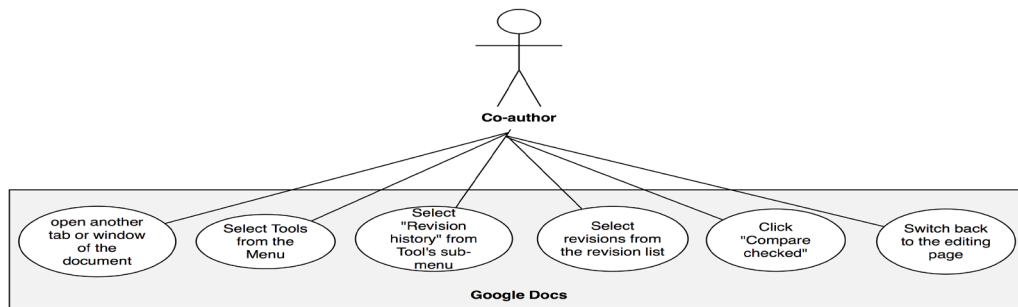 Co-author
open another
tab or window
of the
document
Select Tools
from the
Menu
Select
"Revision
history" from
Tool's sub-
menu
Select
revisions from
the revision list
Click
"Compare
checked"
Switch back
to the editing
page
Google Docs